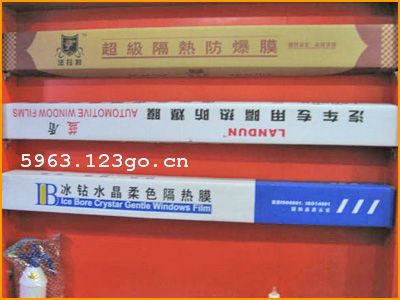 超級隔熱防爆膜
LANDUN
汽车专用隔热防爆膜
蓝盾
AUTOMOTIVE WINDOW FILMS
5963.123go.cn
B
冰钻水晶柔色隔热膜
Ice Bore Crystar Gentle Windows Film